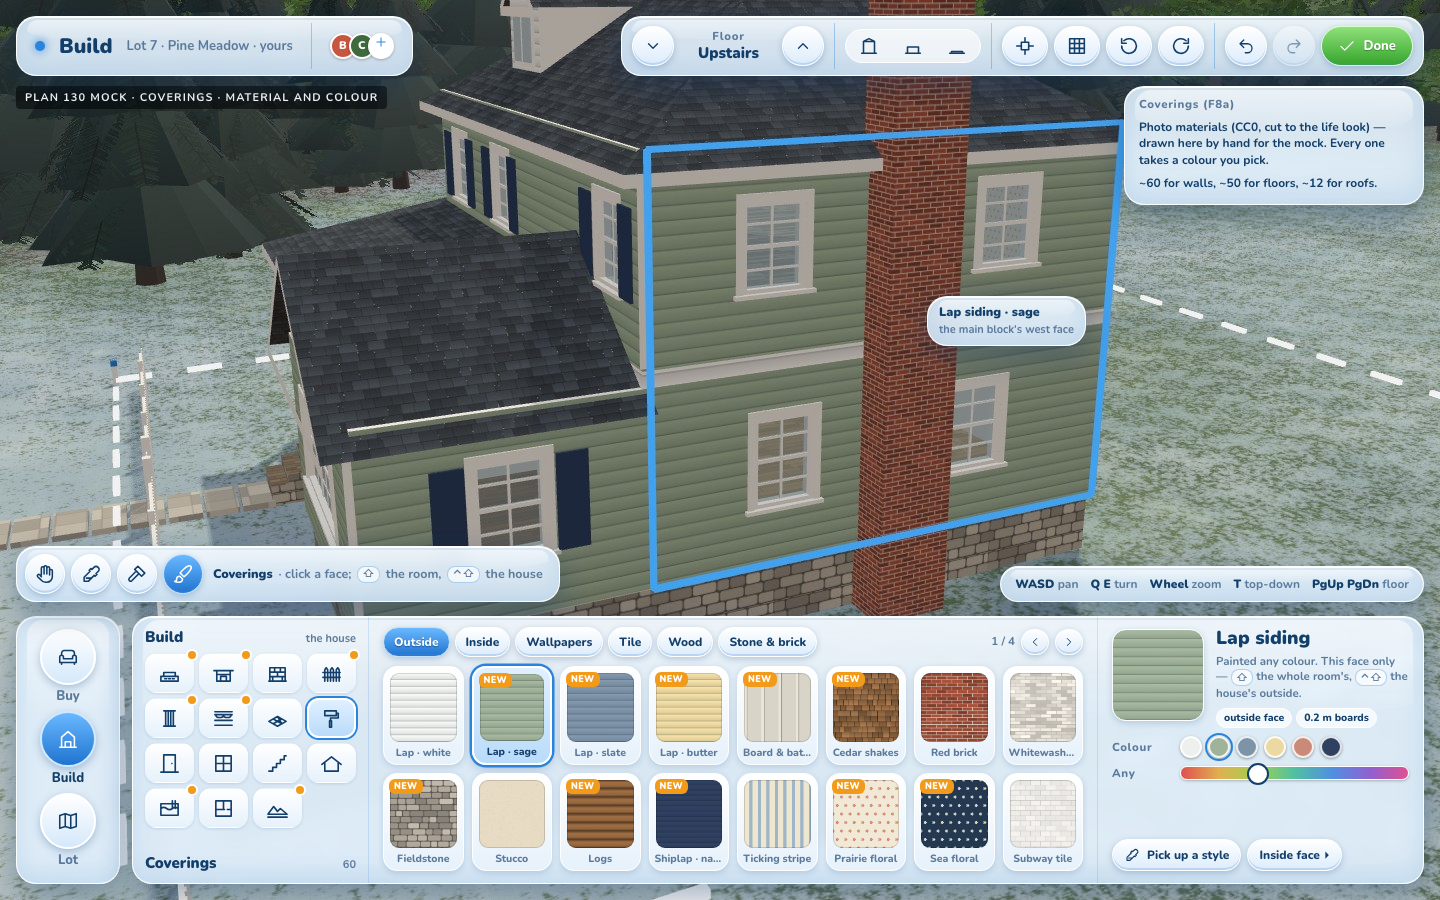 Build Lot 7 · Pine Meadow · yours B C +
Floor
Upstairs
Done
PLAN 130 MOCK · COVERINGS · MATERIAL AND COLOUR
Coverings (F8a)
Photo materials (CC0, cut to the life look) —
drawn here by hand for the mock. Every one
takes a colour you pick.
~60 for walls, ~50 for floors, ~12 for roofs.
Lap siding · sage
the main block's west face
Coverings · click a face; ⇧ the room, ⌃⇧ the house
WASD pan Q E turn Wheel zoom T top-down PgUp PgDn floor
Buy
Build
Lot
Build the house
Coverings 60
Outside Inside Wallpapers Tile Wood Stone & brick 1 / 4
NEW NEW NEW NEW NEW
Lap · white Lap · sage Lap · slate Lap · butter Board & bat... Cedar shakes Red brick Whitewash...
NEW NEW NEW NEW NEW
Fieldstone Stucco Logs Shiplap · na... Ticking stripe Prairie floral Sea floral Subway tile
Lap siding
Painted any colour. This face only
— ⇧ the whole room's, ⌃⇧ the
house's outside.
outside face 0.2 m boards
Colour
Any
Pick up a style Inside face